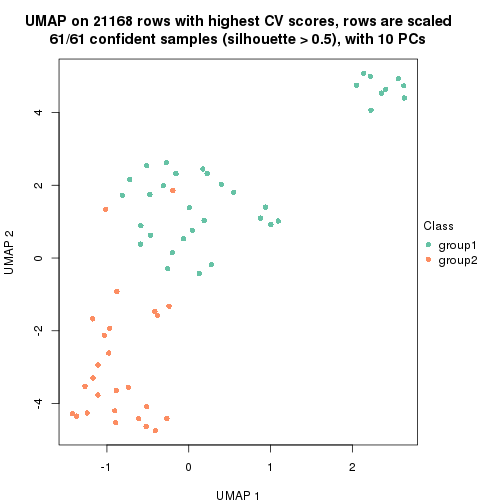 UMAP on 21168 rows with highest CV scores, rows are scaled
61/61 confident samples (silhouette > 0.5), with 10 PCs
4
2
0
-2
-4
UMAP 2
-1
0
1
2
UMAP 1
Class
group1
group2